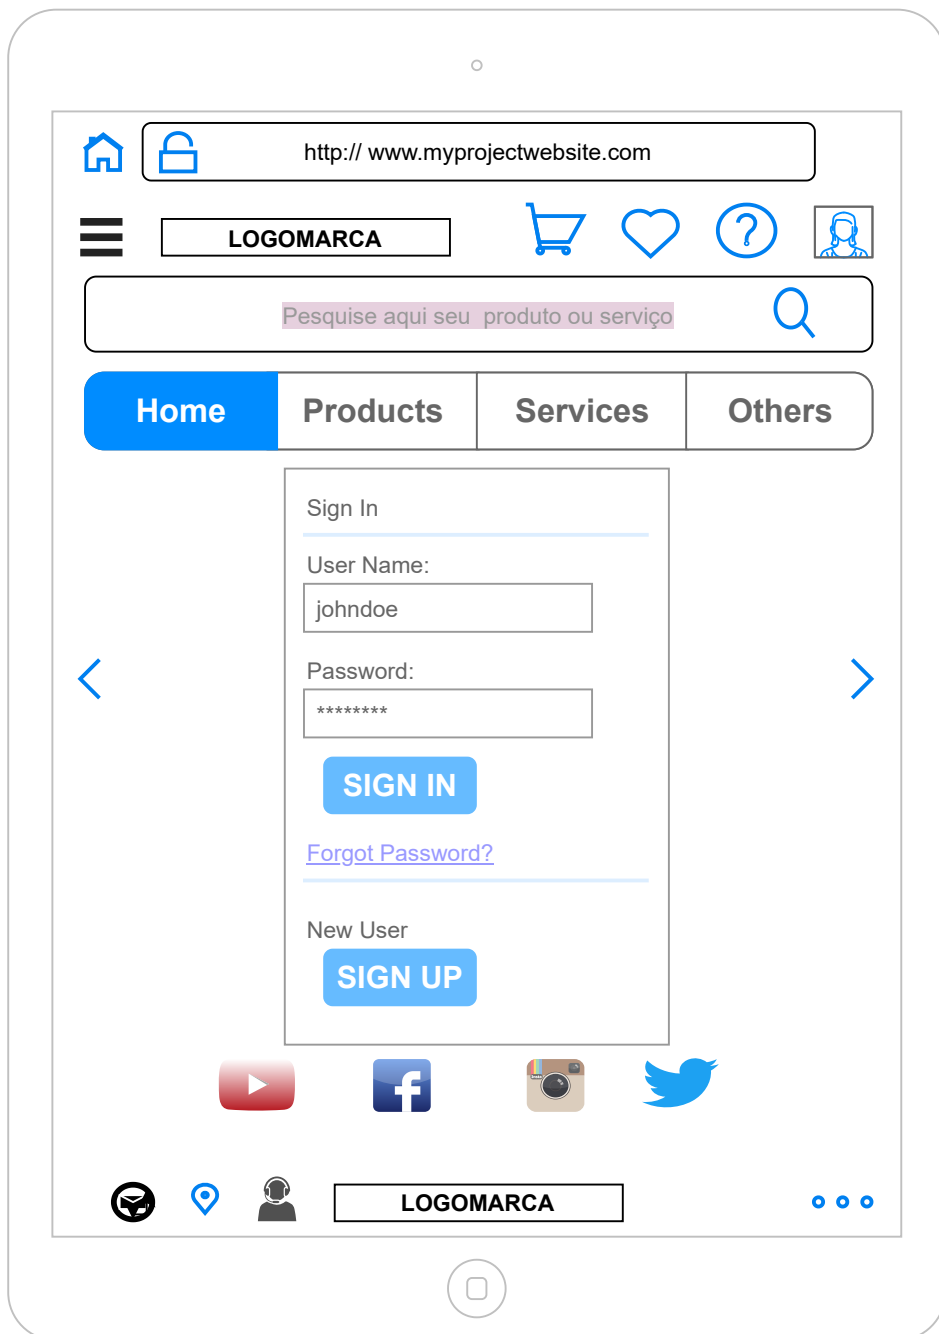 http:// www.myprojectwebsite.com
LOGOMARCA
Pesquise aqui seu  produto ou serviço
Home Products Services Others
Sign In
User Name:
johndoe
Password:
********
SIGN IN
Forgot Password?
New User
SIGN UP
LOGOMARCA